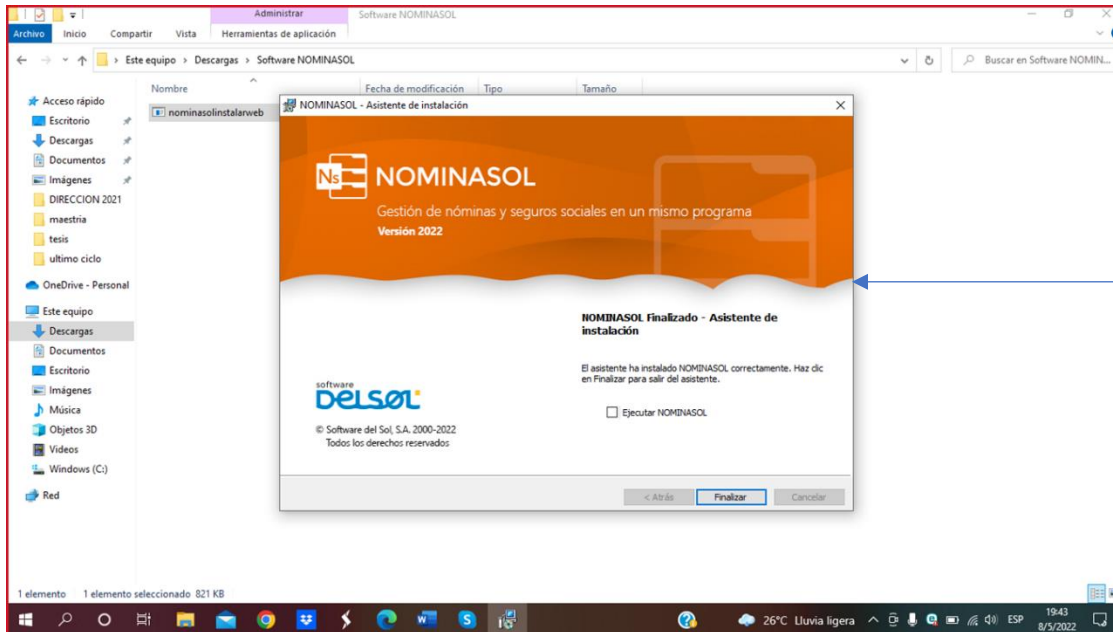 Administrar
Software NOMINASOL
Archivo Inicio Compartir Vista Herramientas de aplicación
Este equipo > Descargas > Software NOMINASOL
Buscar en Software NOMIN...
Nombre Fecha de modificación Tipo Tamaño
Acceso rápido
Escritorio
Descargas
Documentos
Imágenes
DIRECCION 2021
maestria
tesis
ultimo ciclo
OneDrive - Personal
Este equipo
Descargas
Documentos
Escritorio
Imágenes
Música
Objetos 3D
Videos
Windows (C:)
Red
nominasolinstalarweb
NOMINASOL - Asistente de instalación
Ns NOMINASOL
Gestión de nóminas y seguros sociales en un mismo programa
Versión 2022
NOMINASOL Finalizado - Asistente de
instalación
El asistente ha instalado NOMINASOL correctamente. Haz clic
en Finalizar para salir del asistente.
Ejecutar NOMINASOL
software
DELSOL
© Software del Sol, S.A. 2000-2022
Todos los derechos reservados
< Atrás Finalizar Cancelar
1 elemento 1 elemento seleccionado 821 KB
26°C Lluvia ligera ESP 19:43
8/5/2022